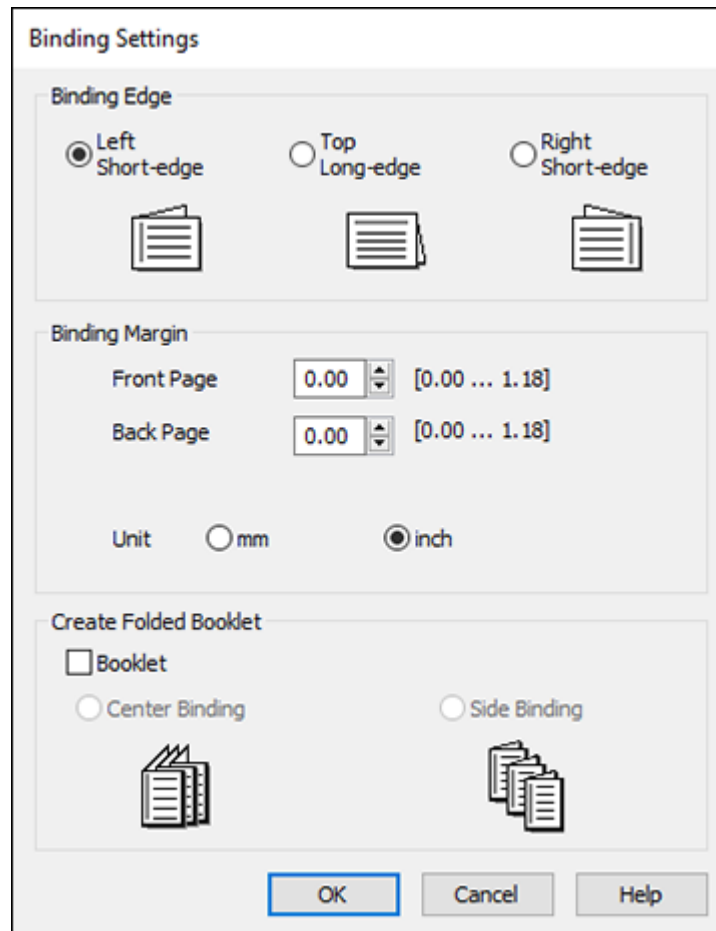 Binding Settings
Binding Edge
Left
Short-edge
Top
Long-edge
Right
Short-edge
Binding Margin
Front Page 0.00 [0.00 ... 1.18]
Back Page 0.00 [0.00 ... 1.18]
Unit mm inch
Create Folded Booklet
Booklet
Center Binding Side Binding
OK Cancel Help